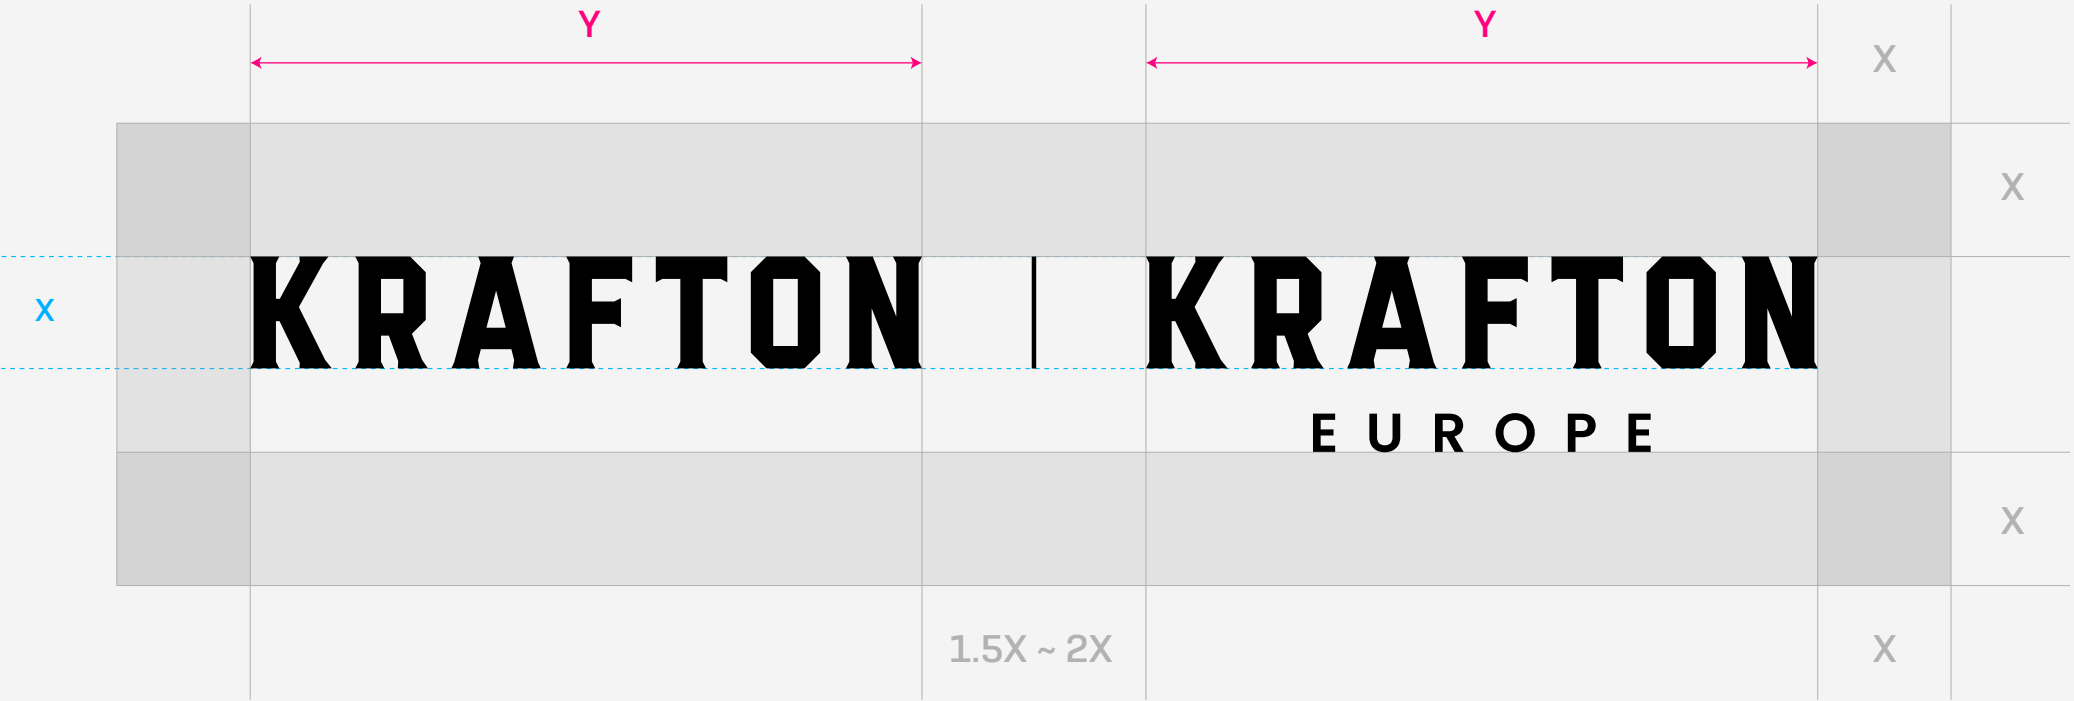 Y Y
X
X
KRAFTON | KRAFTON
X
EUROPE
X
1.5X ~ 2X X